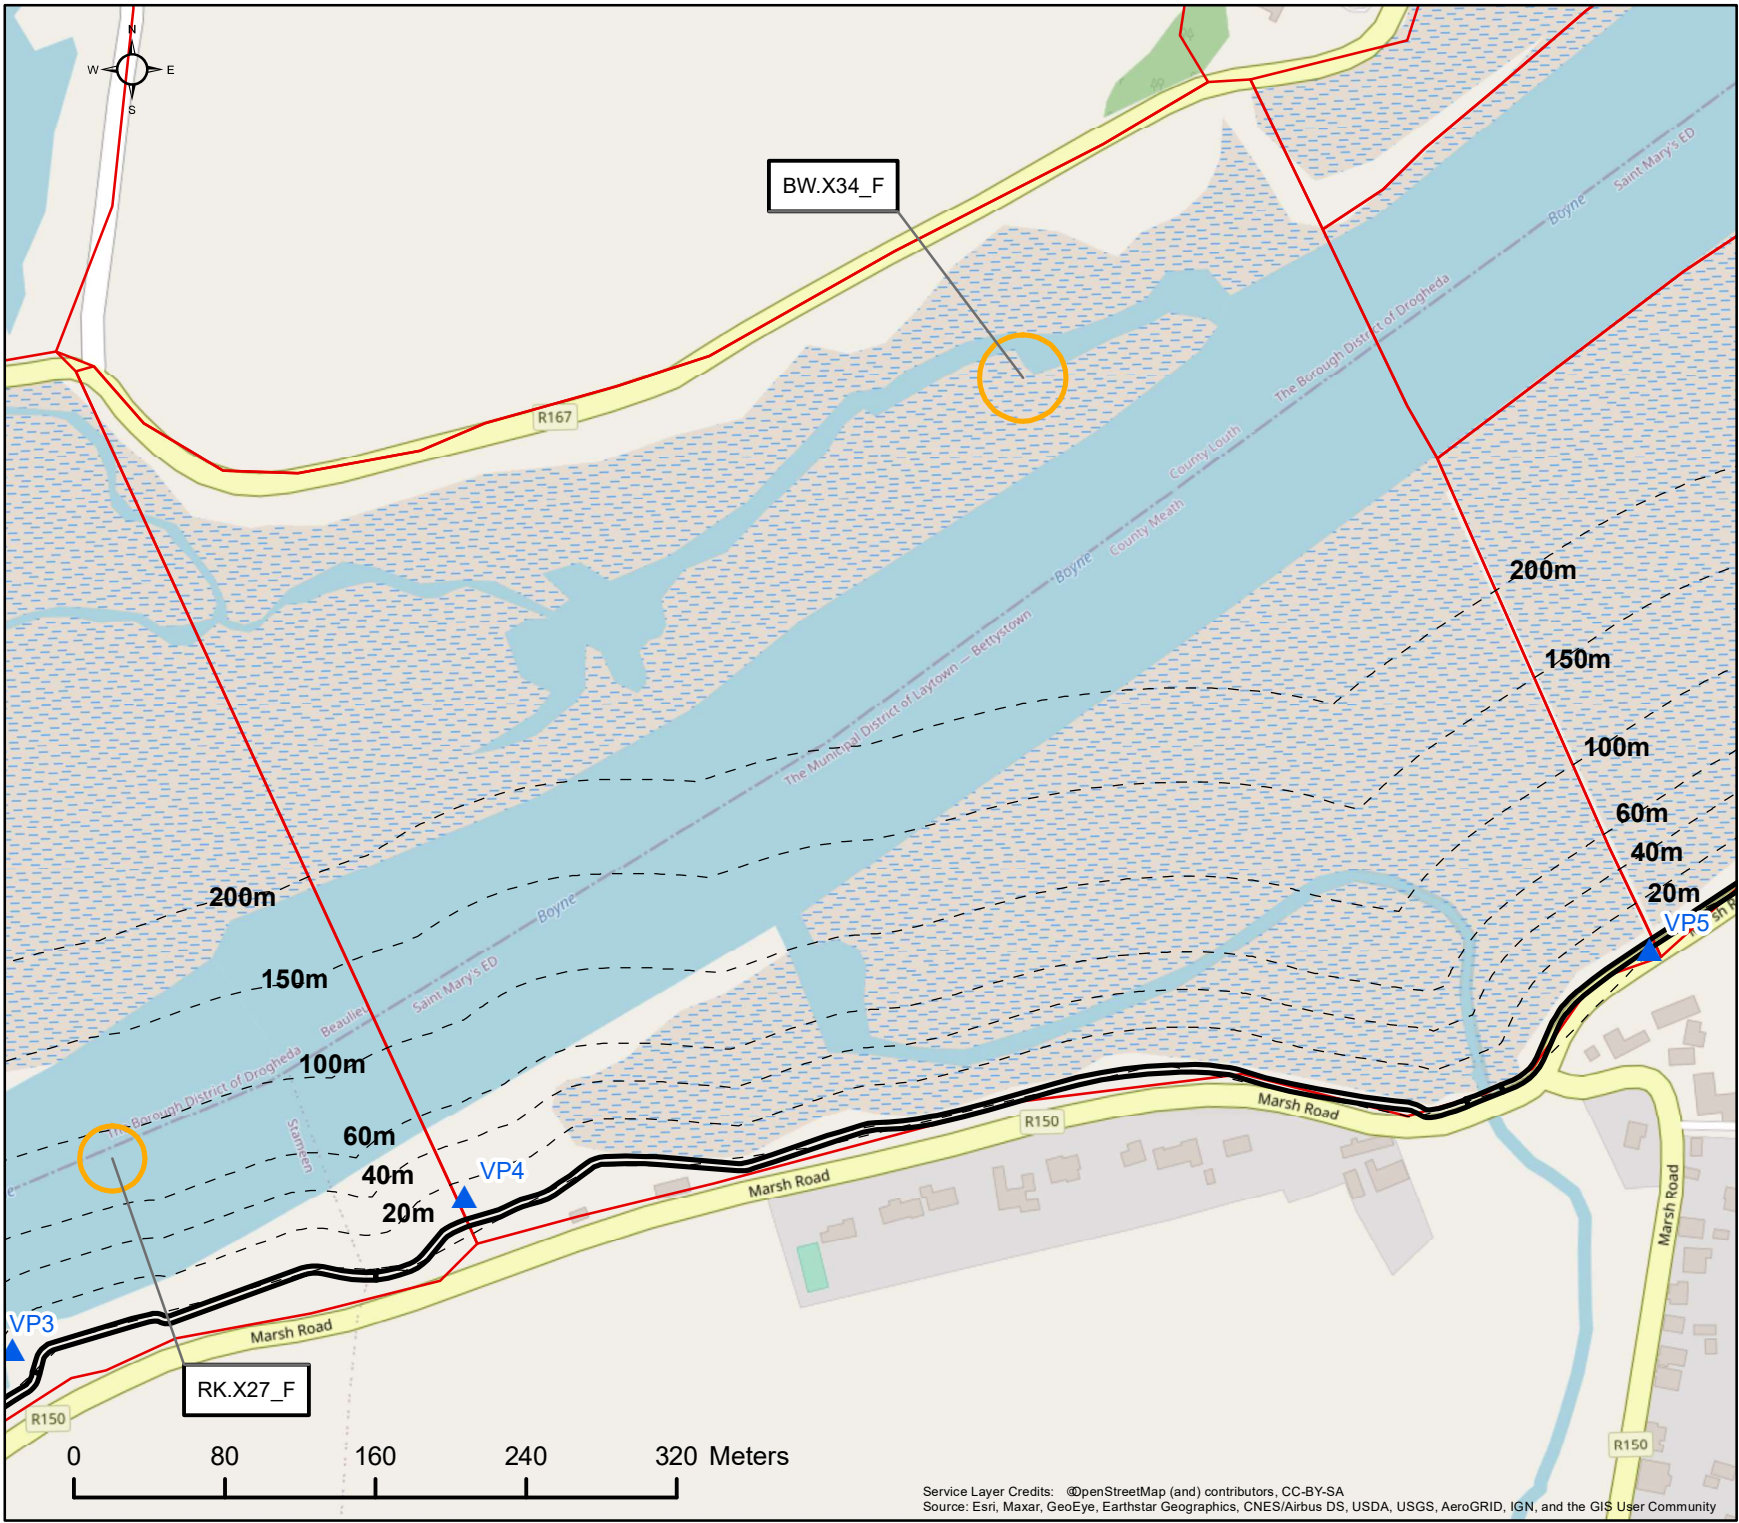 N
W E
S
BW.X34_F
Saint Mary's ED
Boyne
The Borough District of Drogheda
R167
County Louth
County Meath
Boyne
200m
The Municipal District of Laytown — Bettystown
150m
100m
60m
40m
20m
VP5
200m
Boyne
150m
Saint Mary's ED
Beaulieu
100m
The Borough District of Drogheda
Stameen
60m
40m
20m
VP4
R150
Marsh Road
Marsh Road
Marsh Road
VP3
Marsh Road
RK.X27_F
R150
R150
0 80 160 240 320 Meters
Service Layer Credits: ©OpenStreetMap (and) contributors, CC-BY-SA
Source: Esri, Maxar, GeoEye, Earthstar Geographics, CNES/Airbus DS, USDA, USGS, AeroGRID, IGN, and the GIS User Community